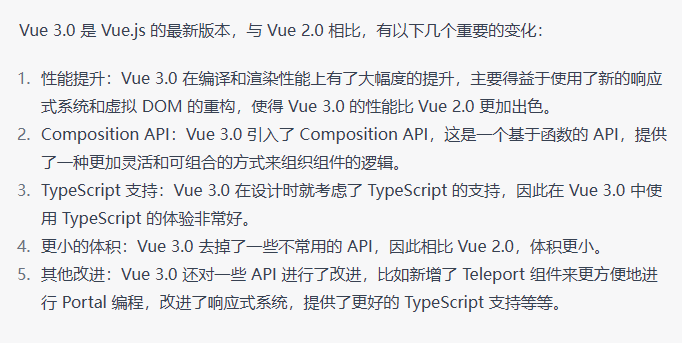 Vue 3.0 是 Vue.js 的最新版本，与 Vue 2.0 相比，有以下几个重要的变化：
1. 性能提升：Vue 3.0 在编译和渲染性能上有了大幅度的提升，主要得益于使用了新的响应
式系统和虚拟 DOM 的重构，使得 Vue 3.0 的性能比 Vue 2.0 更加出色。
2. Composition API：Vue 3.0 引入了 Composition API，这是一个基于函数的 API，提供
了一种更加灵活和可组合的方式来组织组件的逻辑。
3. TypeScript 支持：Vue 3.0 在设计时就考虑了 TypeScript 的支持，因此在 Vue 3.0 中使
用 TypeScript 的体验非常好。
4. 更小的体积：Vue 3.0 去掉了一些不常用的 API，因此相比 Vue 2.0，体积更小。
5. 其他改进：Vue 3.0 还对一些 API 进行了改进，比如新增了 Teleport 组件来更方便地进
行 Portal 编程，改进了响应式系统，提供了更好的 TypeScript 支持等等。